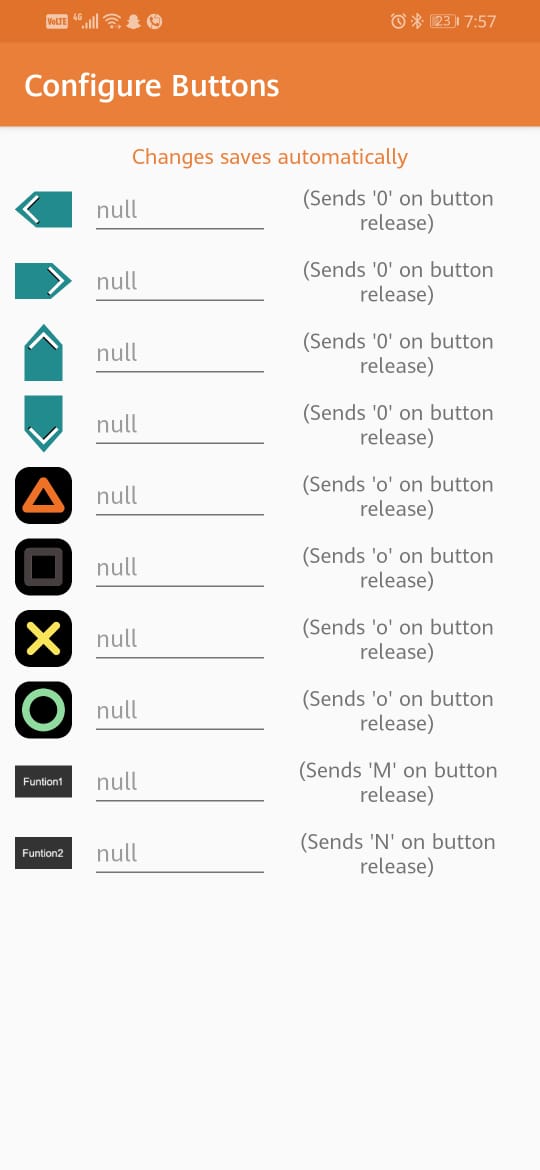 VoLTE 4G 23 7:57
Configure Buttons
Changes saves automatically
null (Sends '0' on button
release)
null (Sends '0' on button
release)
null (Sends '0' on button
release)
null (Sends '0' on button
release)
null (Sends 'o' on button
release)
null (Sends 'o' on button
release)
null (Sends 'o' on button
release)
null (Sends 'o' on button
release)
Funtion1 null (Sends 'M' on button
release)
Funtion2 null (Sends 'N' on button
release)